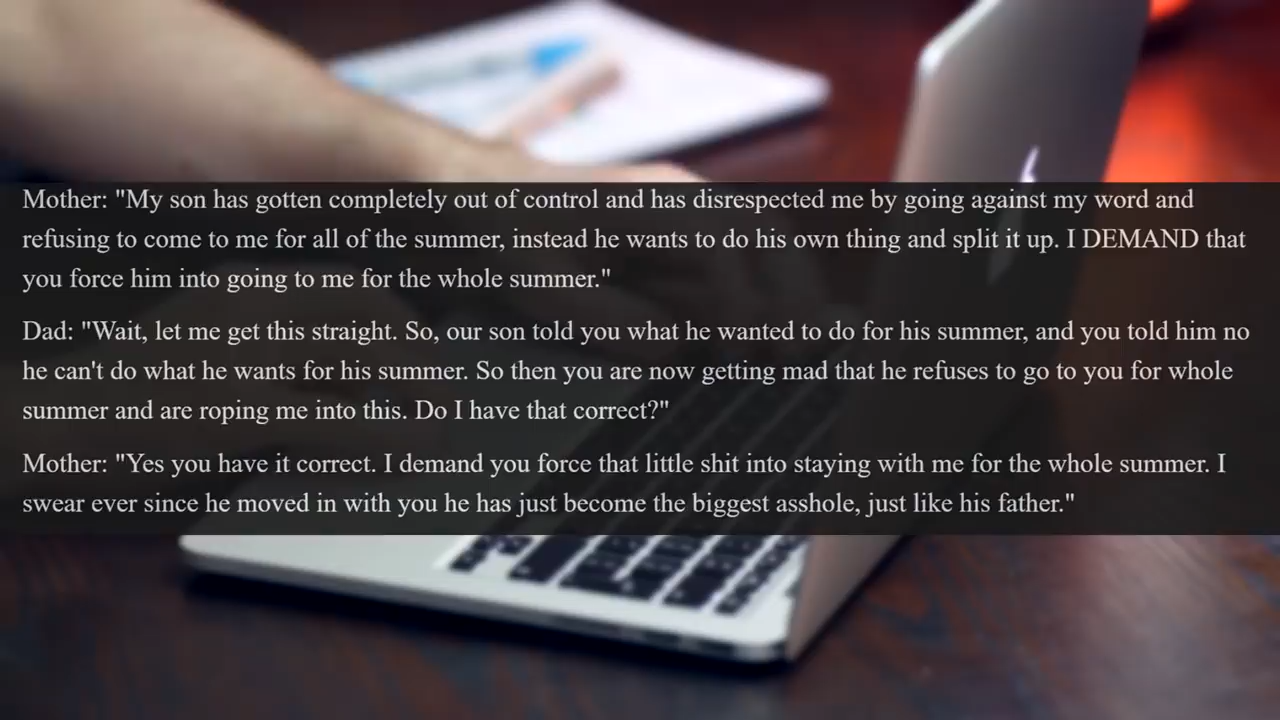 Mother: "My son has gotten completely out of control and has disrespected me by going against my word and
refusing to come to me for all of the summer, instead he wants to do his own thing and split it up. I DEMAND that
you force him into going to me for the whole summer."
Dad: "Wait, let me get this straight. So, our son told you what he wanted to do for his summer, and you told him no
he can't do what he wants for his summer. So then you are now getting mad that he refuses to go to you for whole
summer and are roping me into this. Do I have that correct?"
Mother: "Yes you have it correct. I demand you force that little shit into staying with me for the whole summer. I
swear ever since he moved in with you he has just become the biggest asshole, just like his father."